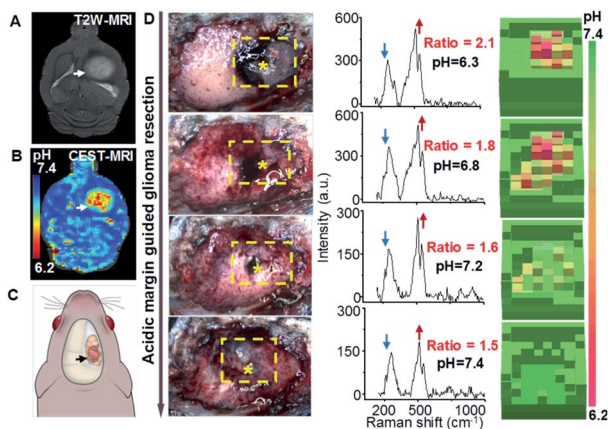 A
T2W-MRI
B
pH
CEST-MRI
7.4
6.2
C
D
Acidic margin guided glioma resection
*
*
*
*
Intensity (a.u.)
600
300
0
Ratio = 2.1
pH=6.3
600
300
0
Ratio = 1.8
pH=6.8
300
150
0
Ratio = 1.6
pH=7.2
300
150
0
Ratio = 1.5
pH=7.4
200 600 1000
Raman shift (cm⁻¹)
pH
7.4
6.2